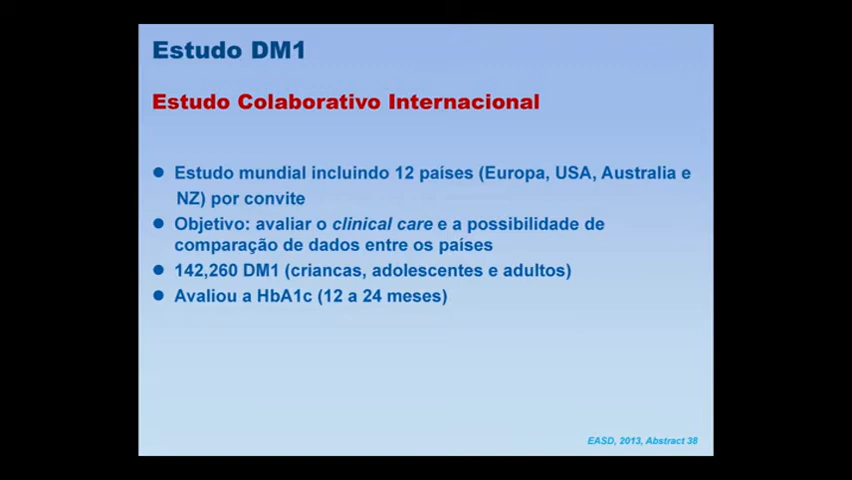 Estudo DM1
Estudo Colaborativo Internacional
● Estudo mundial incluindo 12 países (Europa, USA, Australia e
NZ) por convite
● Objetivo: avaliar o clinical care e a possibilidade de
comparação de dados entre os países
● 142,260 DM1 (criancas, adolescentes e adultos)
● Avaliou a HbA1c (12 a 24 meses)
EASD, 2013, Abstract 38